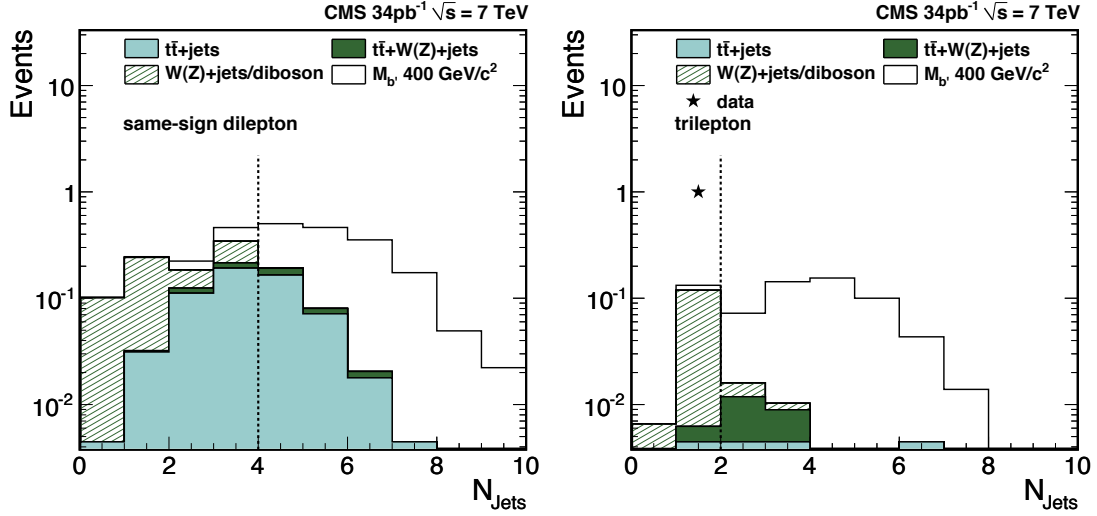 CMS 34pb⁻¹ √s = 7 TeV
Events
tt̄+jets
tt̄+W(Z)+jets
W(Z)+jets/diboson
M_b' 400 GeV/c²
same-sign dilepton
10
1
10⁻¹
10⁻²
0 2 4 6 8 10
N_Jets
CMS 34pb⁻¹ √s = 7 TeV
Events
tt̄+jets
tt̄+W(Z)+jets
W(Z)+jets/diboson
M_b' 400 GeV/c²
data
trilepton
10
1
10⁻¹
10⁻²
0 2 4 6 8 10
N_Jets